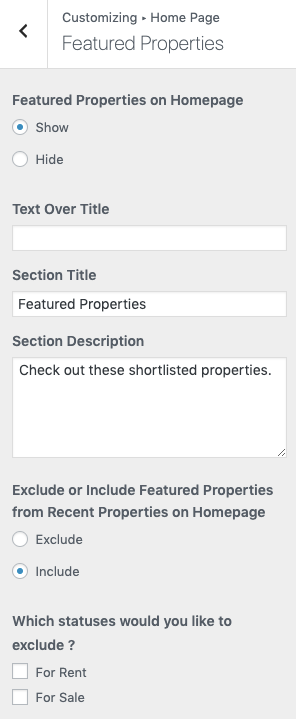 Customizing ▸ Home Page
Featured Properties
Featured Properties on Homepage
Show
Hide
Text Over Title
Section Title
Featured Properties
Section Description
Check out these shortlisted properties.
Exclude or Include Featured Properties
from Recent Properties on Homepage
Exclude
Include
Which statuses would you like to
exclude ?
For Rent
For Sale